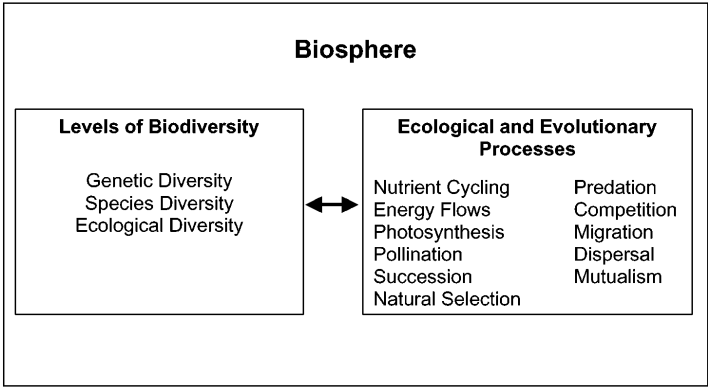 Biosphere
Levels of Biodiversity
Genetic Diversity
Species Diversity
Ecological Diversity
Ecological and Evolutionary
Processes
Nutrient Cycling
Energy Flows
Photosynthesis
Pollination
Succession
Natural Selection
Predation
Competition
Migration
Dispersal
Mutualism